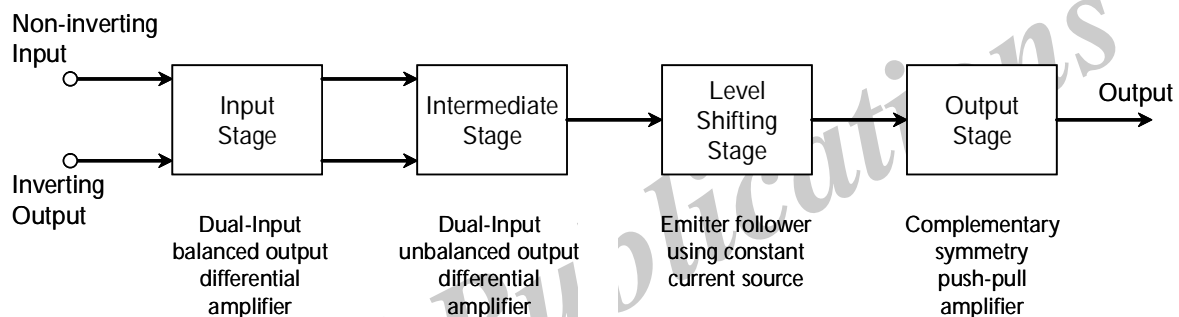 Non-inverting
Input
Input
Stage
Intermediate
Stage
Level
Shifting
Stage
Output
Stage
Output
Inverting
Output
Dual-Input
balanced output
differential
amplifier
Dual-Input
unbalanced output
differential
amplifier
Emitter follower
using constant
current source
Complementary
symmetry
push-pull
amplifier
Publications